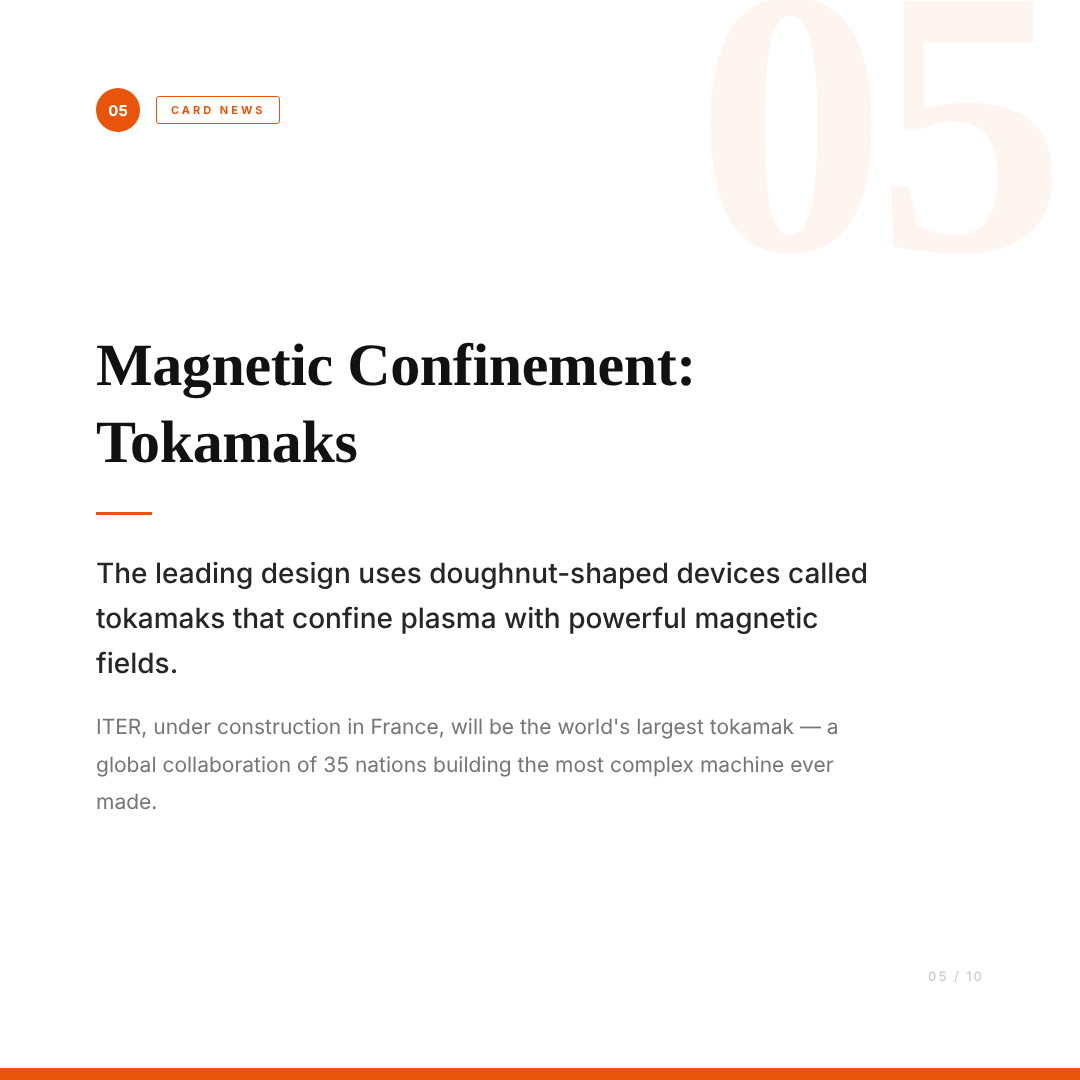 05
05
CARD NEWS
Magnetic Confinement:
Tokamaks
The leading design uses doughnut-shaped devices called
tokamaks that confine plasma with powerful magnetic
fields.
ITER, under construction in France, will be the world's largest tokamak — a
global collaboration of 35 nations building the most complex machine ever
made.
05 / 10